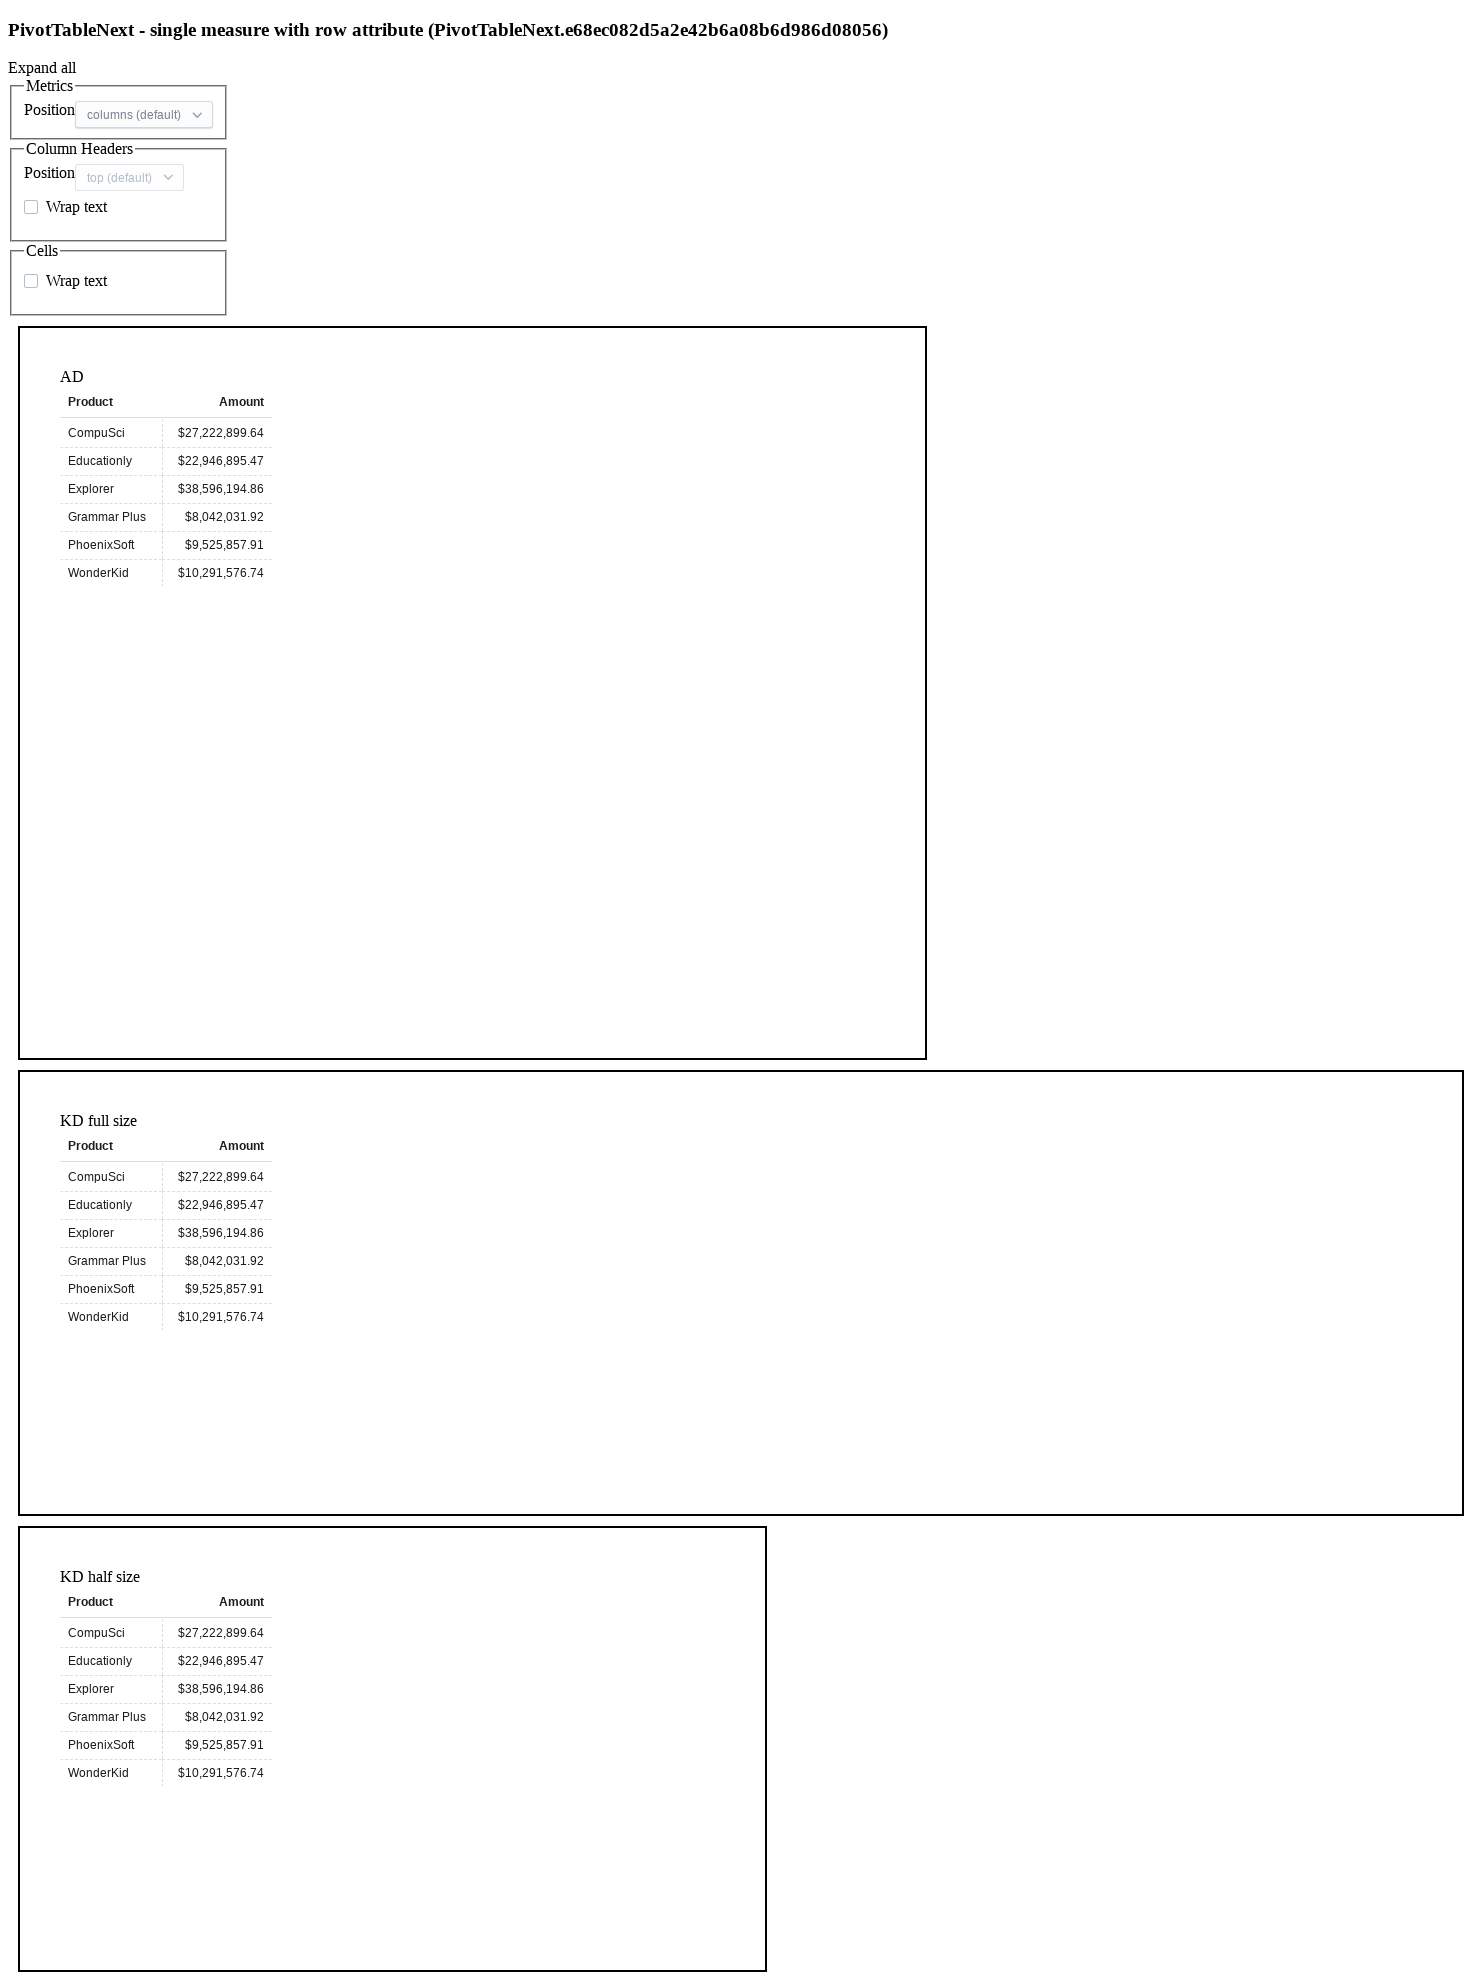 PivotTableNext - single measure with row attribute (PivotTableNext.e68ec082d5a2e42b6a08b6d986d08056)
Expand all
Metrics
Position columns (default)
Column Headers
Position top (default)
Wrap text
Cells
Wrap text
AD
Product Amount
CompuSci $27,222,899.64
Educationly $22,946,895.47
Explorer $38,596,194.86
Grammar Plus $8,042,031.92
PhoenixSoft $9,525,857.91
WonderKid $10,291,576.74
KD full size
Product Amount
CompuSci $27,222,899.64
Educationly $22,946,895.47
Explorer $38,596,194.86
Grammar Plus $8,042,031.92
PhoenixSoft $9,525,857.91
WonderKid $10,291,576.74
KD half size
Product Amount
CompuSci $27,222,899.64
Educationly $22,946,895.47
Explorer $38,596,194.86
Grammar Plus $8,042,031.92
PhoenixSoft $9,525,857.91
WonderKid $10,291,576.74